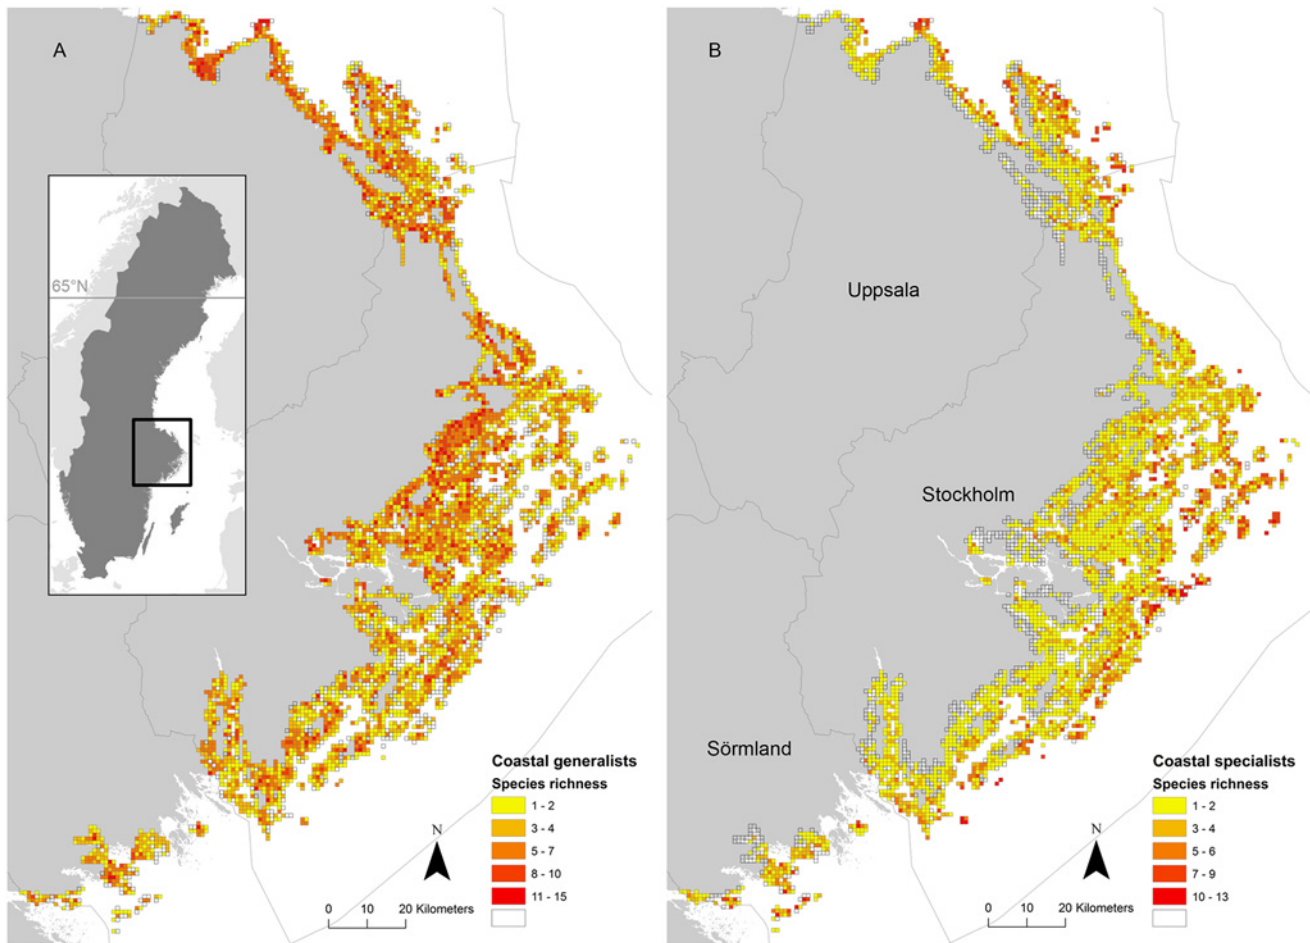 A
65°N
Coastal generalists
Species richness
1 - 2
3 - 4
5 - 7
8 - 10
11 - 15
N
0 10 20 Kilometers
B
Uppsala
Stockholm
Sörmland
Coastal specialists
Species richness
1 - 2
3 - 4
5 - 6
7 - 9
10 - 13
N
0 10 20 Kilometers